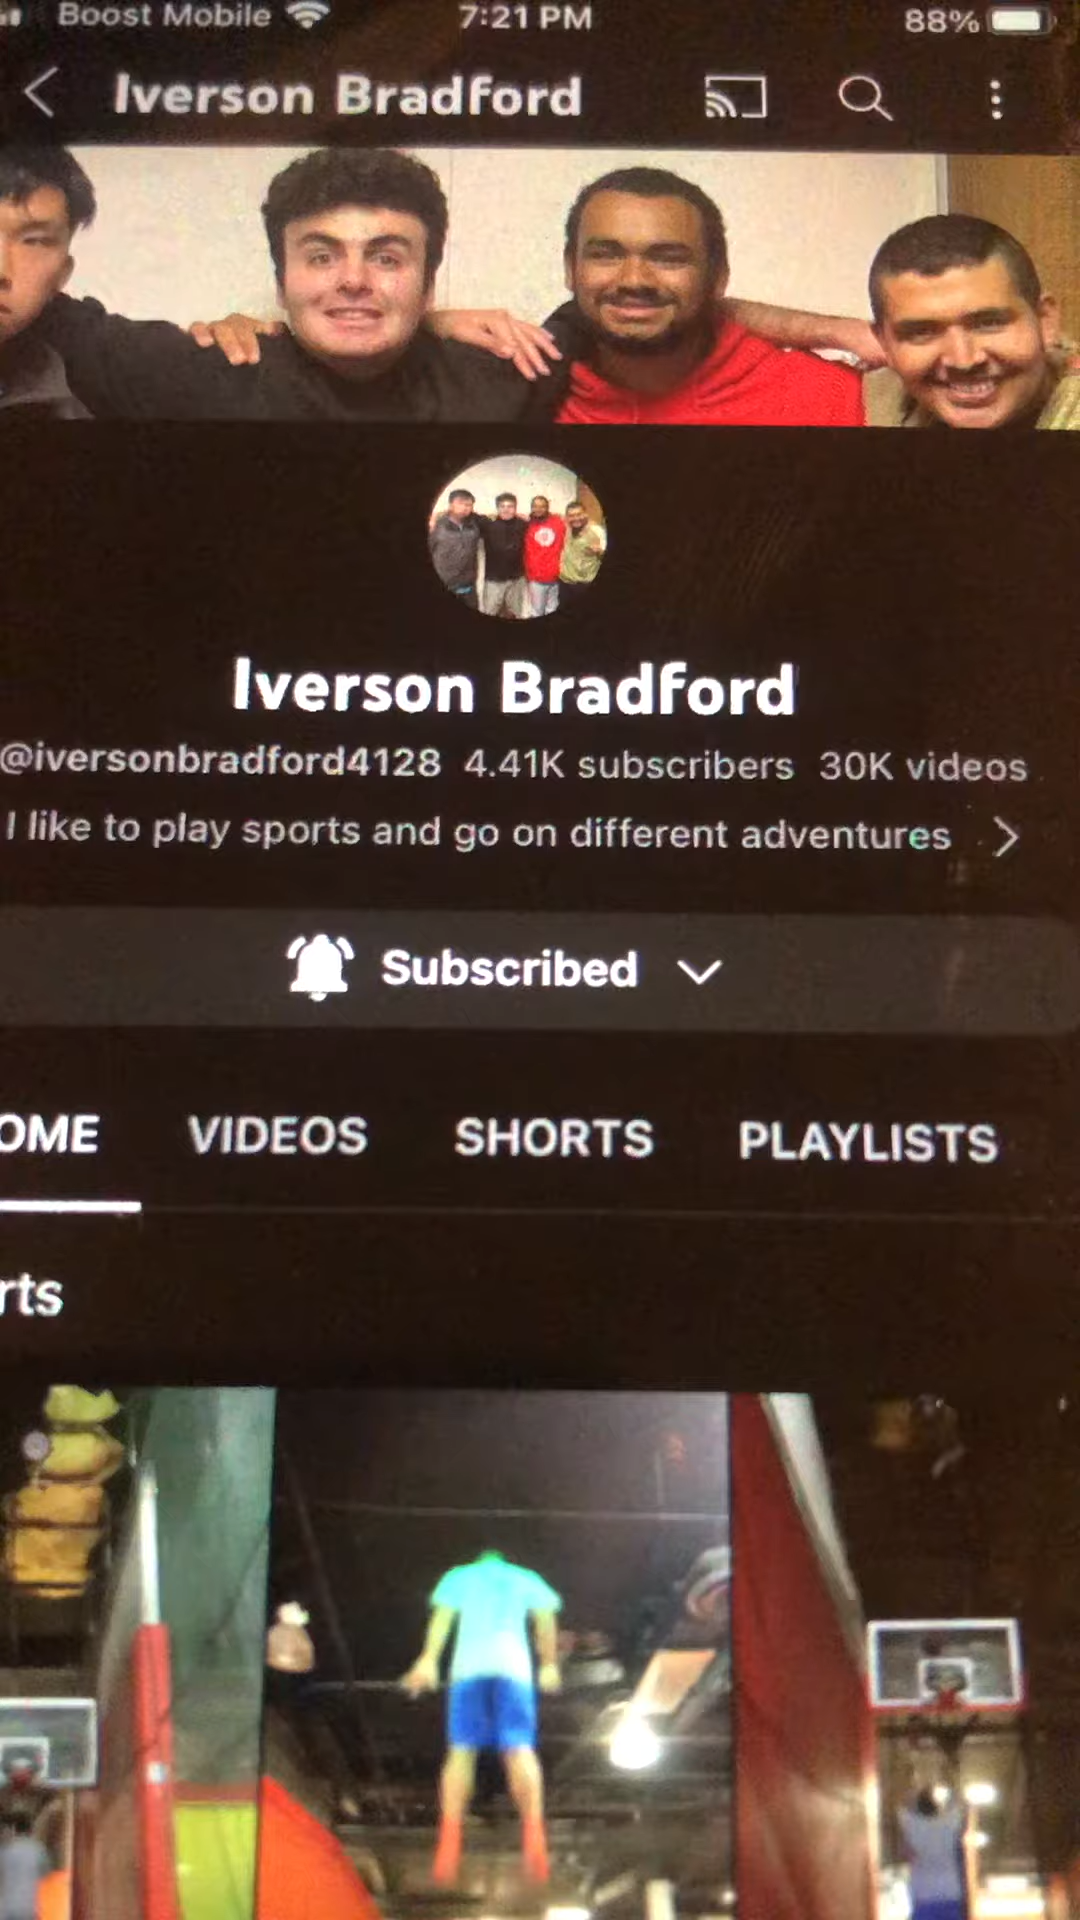 Boost Mobile 7:21 PM 88%
Iverson Bradford
Iverson Bradford
@iversonbradford4128 4.41K subscribers 30K videos
I like to play sports and go on different adventures
Subscribed
OME VIDEOS SHORTS PLAYLISTS
rts